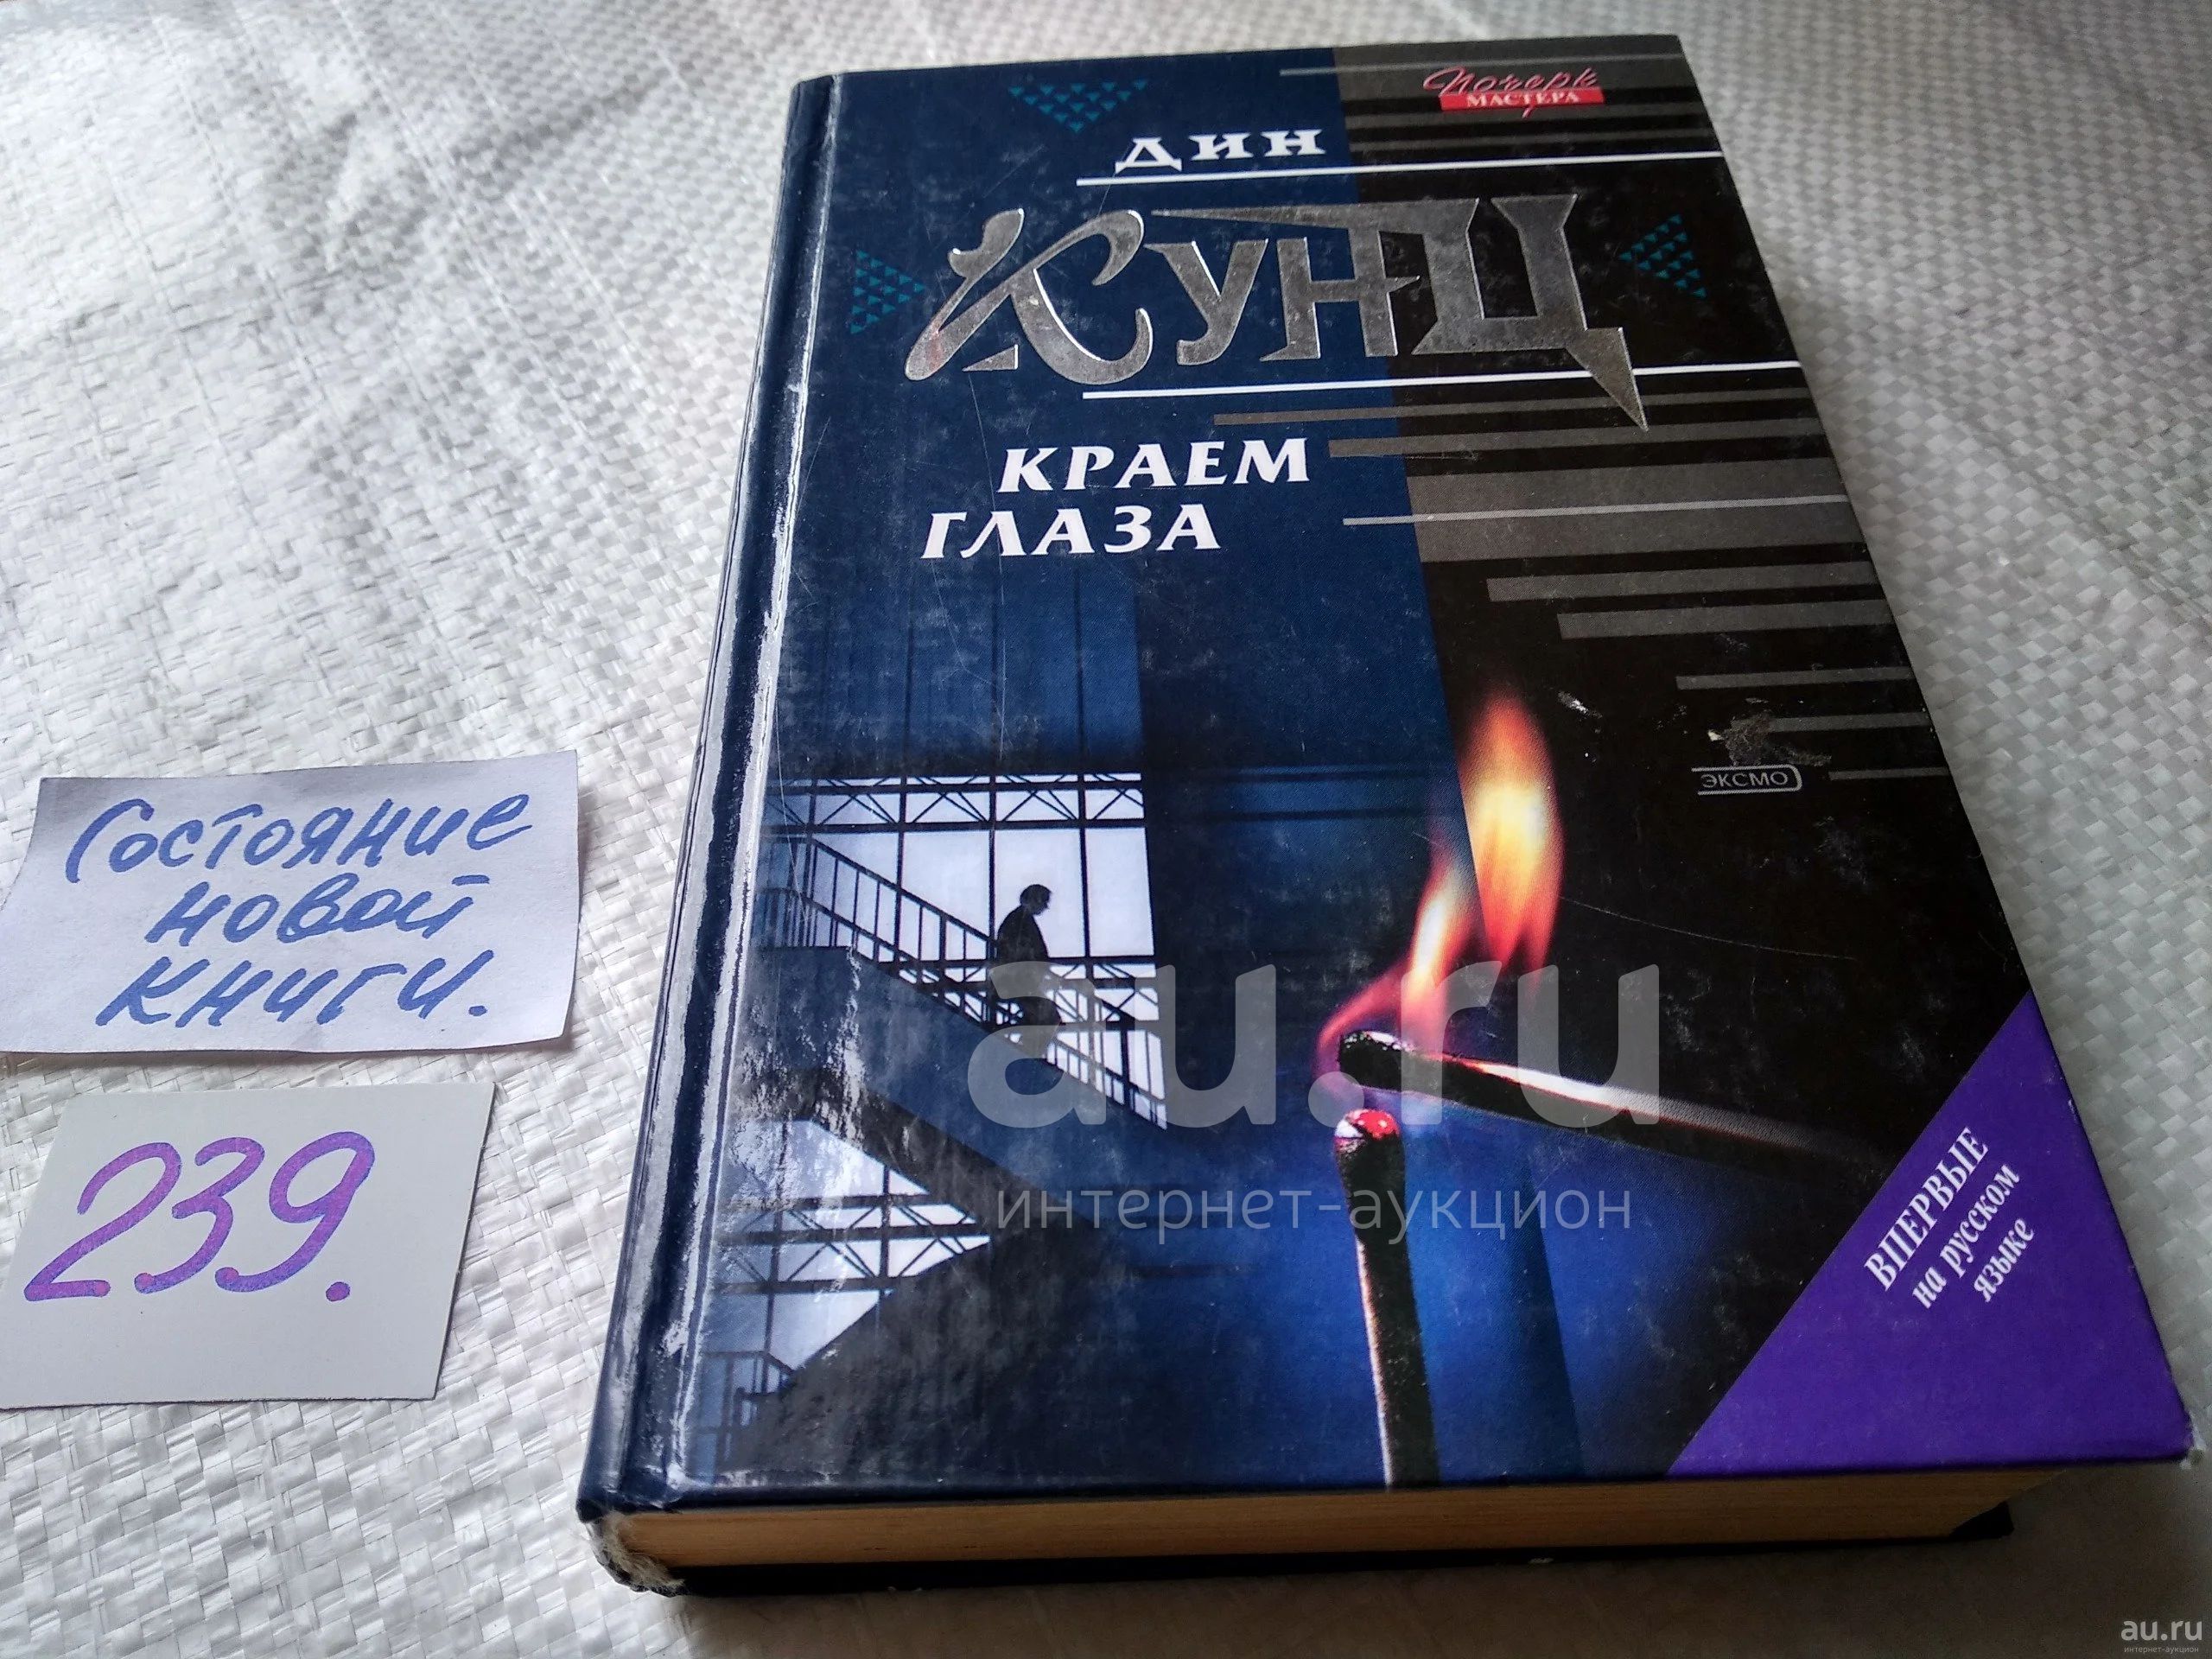 Почерк
МАСТЕРА
ДИН
КУНЦ
КРАЕМ
ГЛАЗА
ЭКСМО
Состояние
новой
книги.
239.
au.ru
интернет-аукцион
ВПЕРВЫЕ
на русском
языке
au.ru
интернет-аукцион